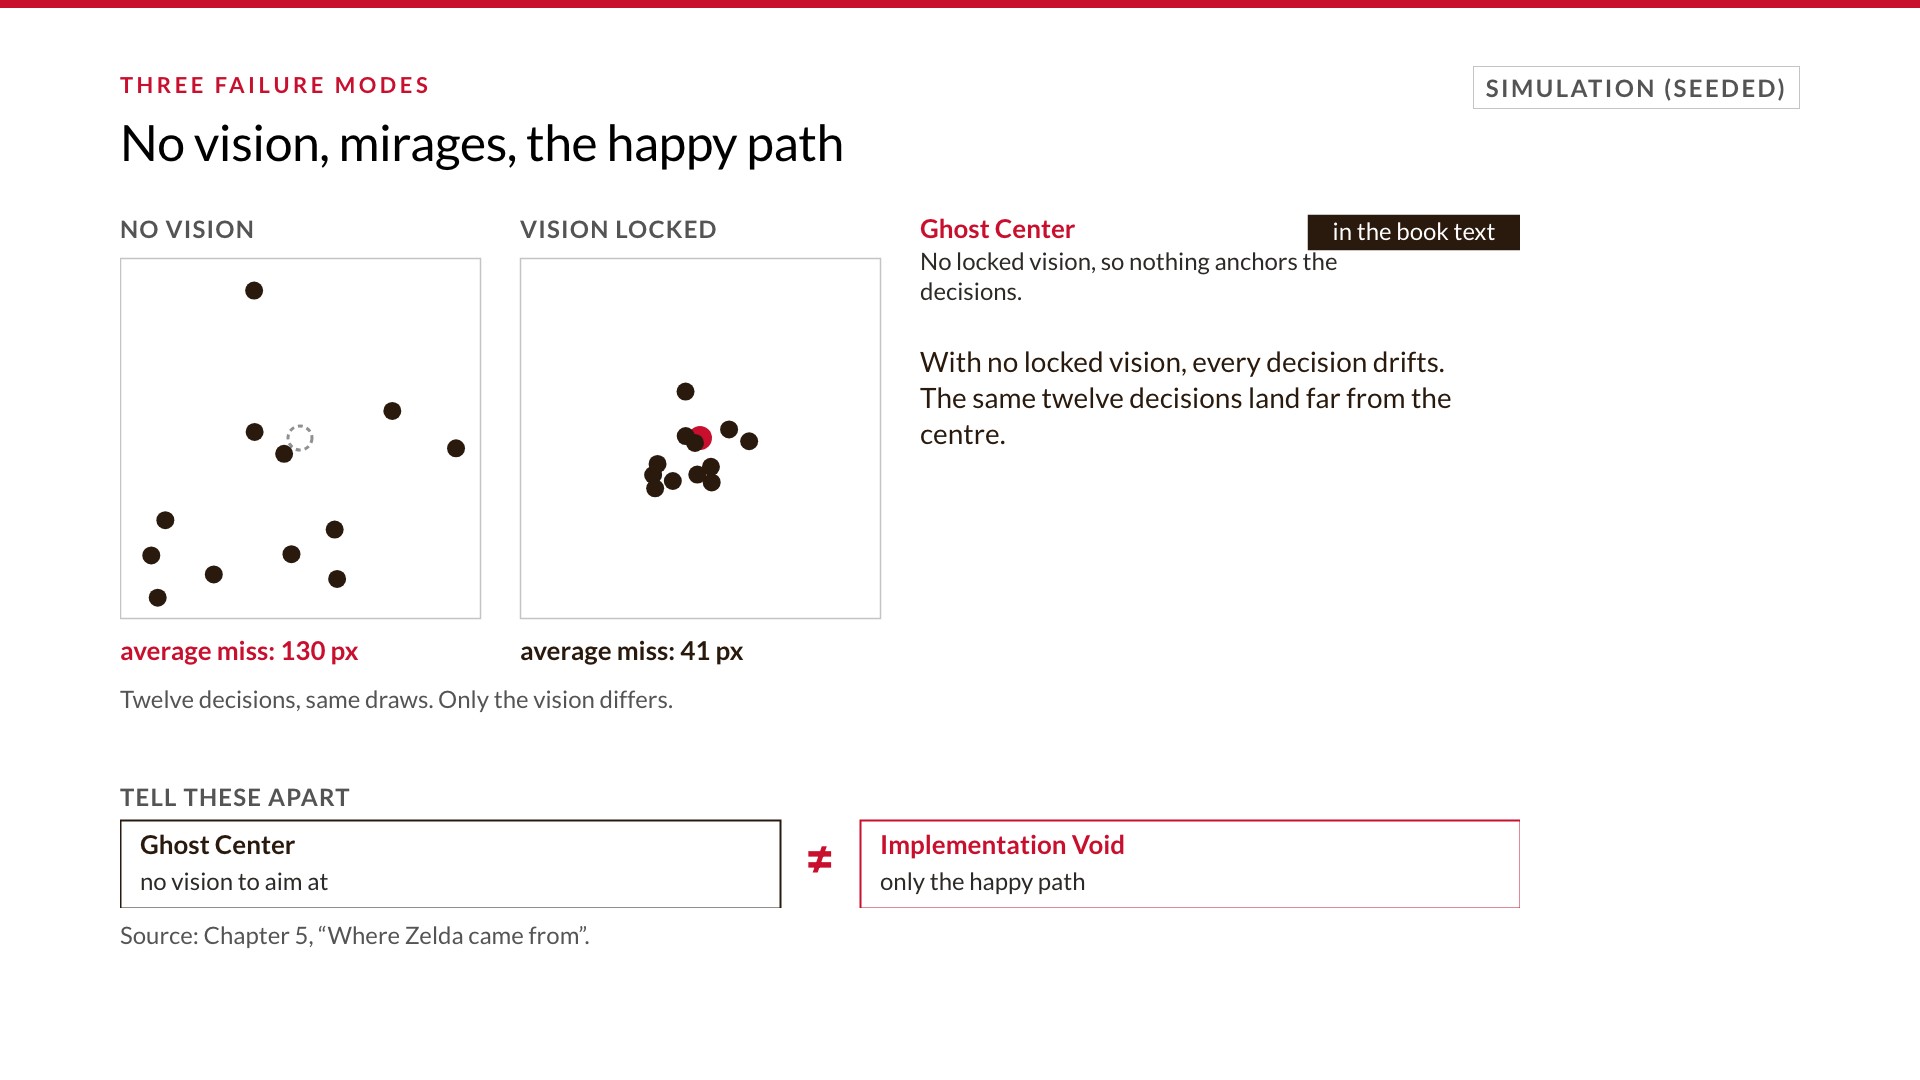 THREE FAILURE MODES
SIMULATION (SEEDED)
No vision, mirages, the happy path
NO VISION
VISION LOCKED
Ghost Center
in the book text
No locked vision, so nothing anchors the
decisions.
With no locked vision, every decision drifts.
The same twelve decisions land far from the
centre.
average miss: 130 px
average miss: 41 px
Twelve decisions, same draws. Only the vision differs.
TELL THESE APART
Ghost Center
no vision to aim at
≠
Implementation Void
only the happy path
Source: Chapter 5, “Where Zelda came from”.